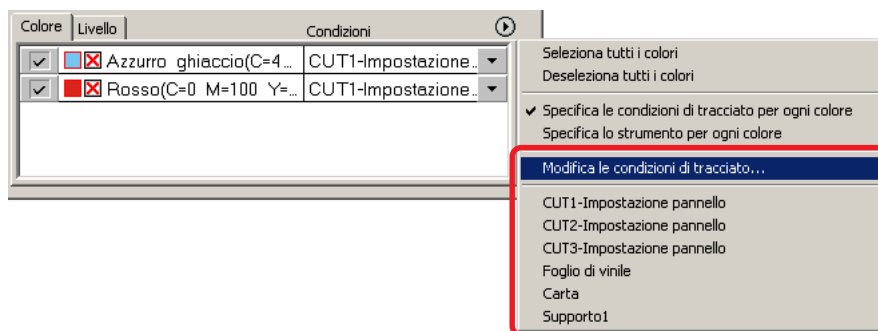 Colore Livello Condizioni
Azzurro ghiaccio(C=4... CUT1-Impostazione...
Rosso(C=0 M=100 Y=... CUT1-Impostazione...
Seleziona tutti i colori
Deseleziona tutti i colori
Specifica le condizioni di tracciato per ogni colore
Specifica lo strumento per ogni colore
Modifica le condizioni di tracciato...
CUT1-Impostazione pannello
CUT2-Impostazione pannello
CUT3-Impostazione pannello
Foglio di vinile
Carta
Supporto1